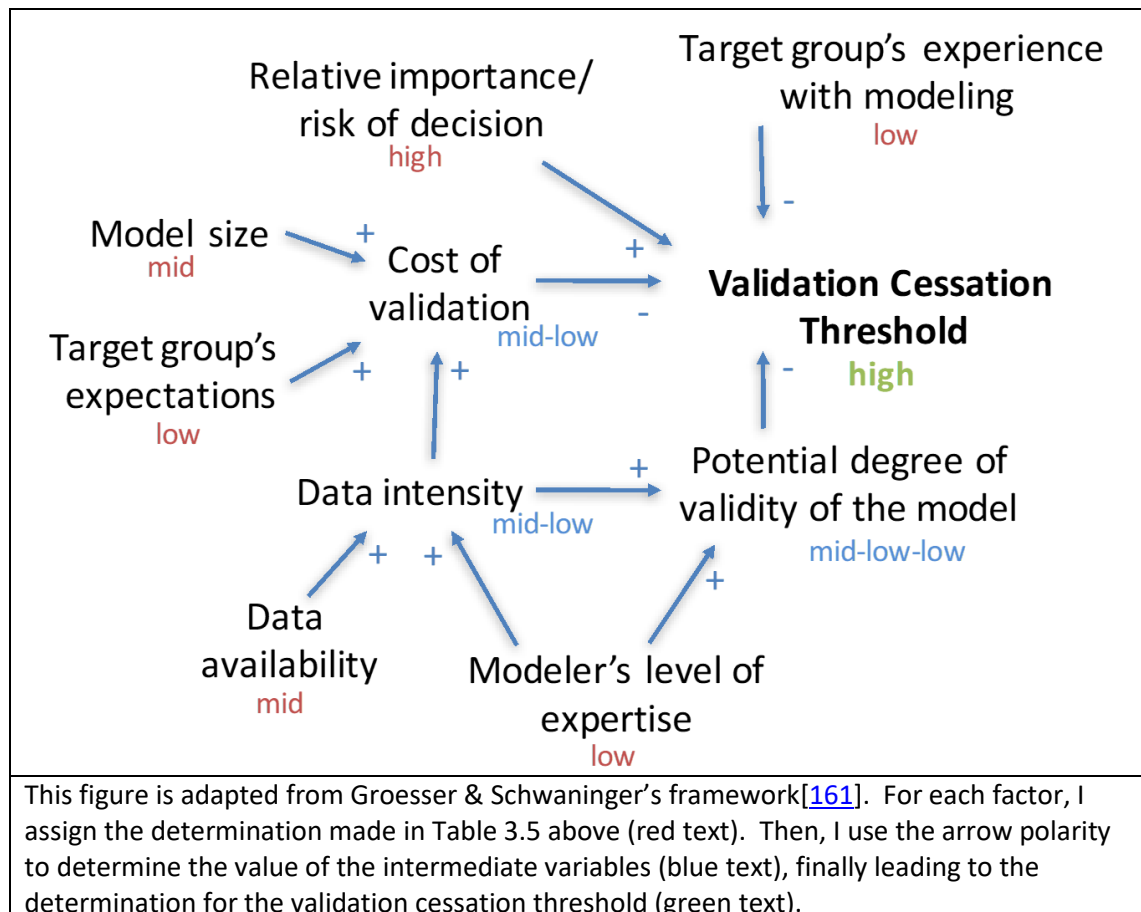 Relative importance/
risk of decision
high
Target group's experience
with modeling
low
-
Model size
mid
+
Cost of
validation
mid-low
+
-
Validation Cessation
Threshold
high
Target group's
expectations
low
+
+
-
Data intensity
mid-low
+
Potential degree of
validity of the model
mid-low-low
+
+
+
Data
availability
mid
Modeler's level of
expertise
low
This figure is adapted from Groesser & Schwaninger's framework[161].  For each factor, I
assign the determination made in Table 3.5 above (red text).  Then, I use the arrow polarity
to determine the value of the intermediate variables (blue text), finally leading to the
determination for the validation cessation threshold (green text).